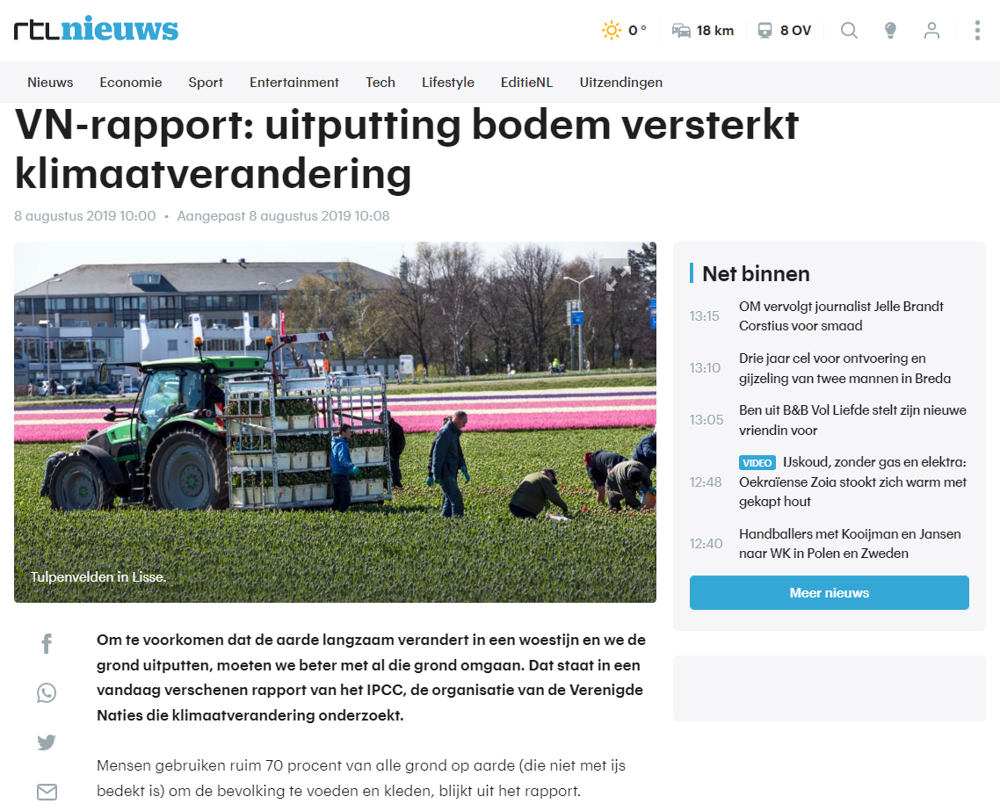 rtlnieuws
0 °
18 km
8 OV
Nieuws Economie Sport Entertainment Tech Lifestyle EditieNL Uitzendingen
VN-rapport: uitputting bodem versterkt
klimaatverandering
8 augustus 2019 10:00 • Aangepast 8 augustus 2019 10:08
Tulpenvelden in Lisse.
Om te voorkomen dat de aarde langzaam verandert in een woestijn en we de
grond uitputten, moeten we beter met al die grond omgaan. Dat staat in een
vandaag verschenen rapport van het IPCC, de organisatie van de Verenigde
Naties die klimaatverandering onderzoekt.
Mensen gebruiken ruim 70 procent van alle grond op aarde (die niet met ijs
bedekt is) om de bevolking te voeden en kleden, blijkt uit het rapport.
Net binnen
13:15
OM vervolgt journalist Jelle Brandt
Corstius voor smaad
13:10
Drie jaar cel voor ontvoering en
gijzeling van twee mannen in Breda
13:05
Ben uit B&B Vol Liefde stelt zijn nieuwe
vriendin voor
12:48
VIDEO IJskoud, zonder gas en elektra:
Oekraïense Zoia stookt zich warm met
gekapt hout
12:40
Handballers met Kooijman en Jansen
naar WK in Polen en Zweden
Meer nieuws